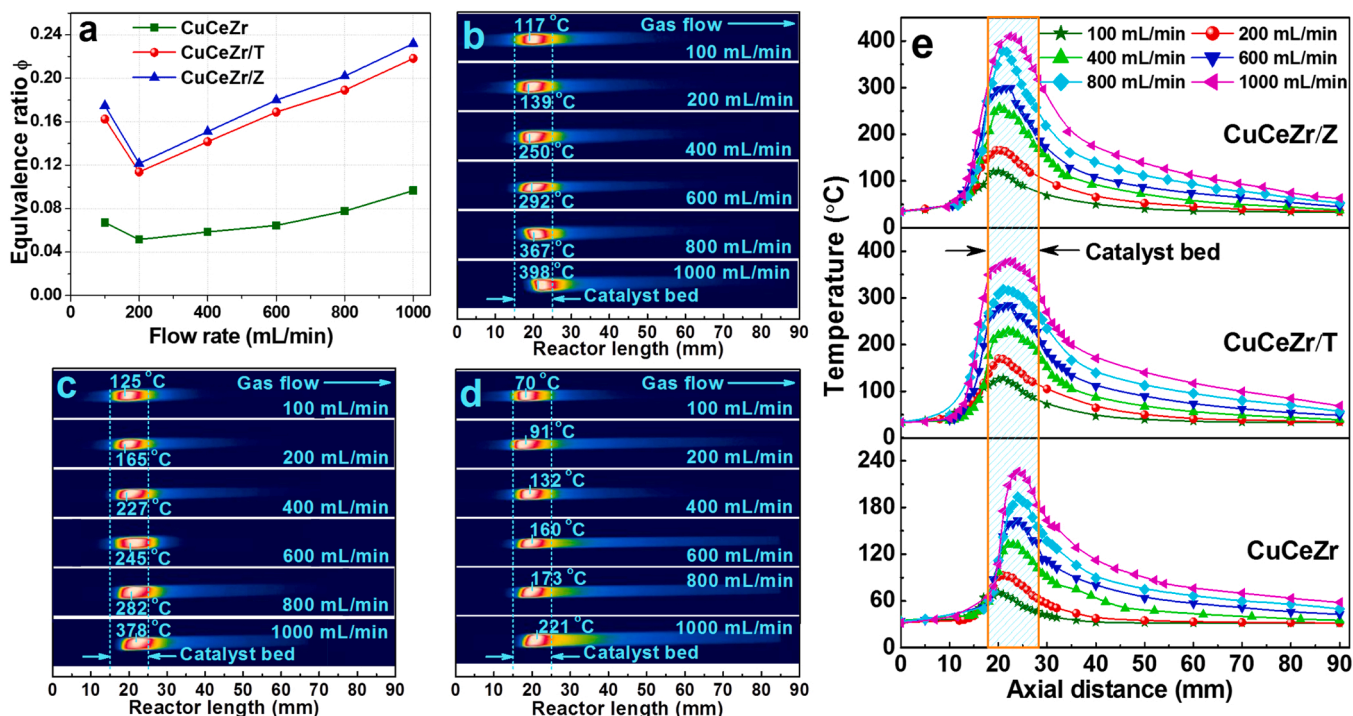 a
CuCeZr
CuCeZr/T
CuCeZr/Z
Equivalence ratio ϕ
0.24
0.20
0.16
0.12
0.08
0.04
0.00
0 200 400 600 800 1000
Flow rate (mL/min)
b
117 °C
Gas flow
100 mL/min
139 °C
200 mL/min
250 °C
400 mL/min
292 °C
600 mL/min
367 °C
800 mL/min
398 °C
1000 mL/min
Catalyst bed
0 10 20 30 40 50 60 70 80 90
Reactor length (mm)
c
125 °C
Gas flow
100 mL/min
165 °C
200 mL/min
227 °C
400 mL/min
245 °C
600 mL/min
282 °C
800 mL/min
378 °C
1000 mL/min
Catalyst bed
0 10 20 30 40 50 60 70 80 90
Reactor length (mm)
d
70 °C
Gas flow
100 mL/min
91 °C
200 mL/min
132 °C
400 mL/min
160 °C
600 mL/min
173 °C
800 mL/min
221 °C
1000 mL/min
Catalyst bed
0 10 20 30 40 50 60 70 80 90
Reactor length (mm)
e
100 mL/min 200 mL/min
400 mL/min 600 mL/min
800 mL/min 1000 mL/min
CuCeZr/Z
400
300
200
100
0
Catalyst bed
CuCeZr/T
400
300
200
100
0
CuCeZr
240
180
120
60
0
Temperature (°C)
0 10 20 30 40 50 60 70 80 90
Axial distance (mm)